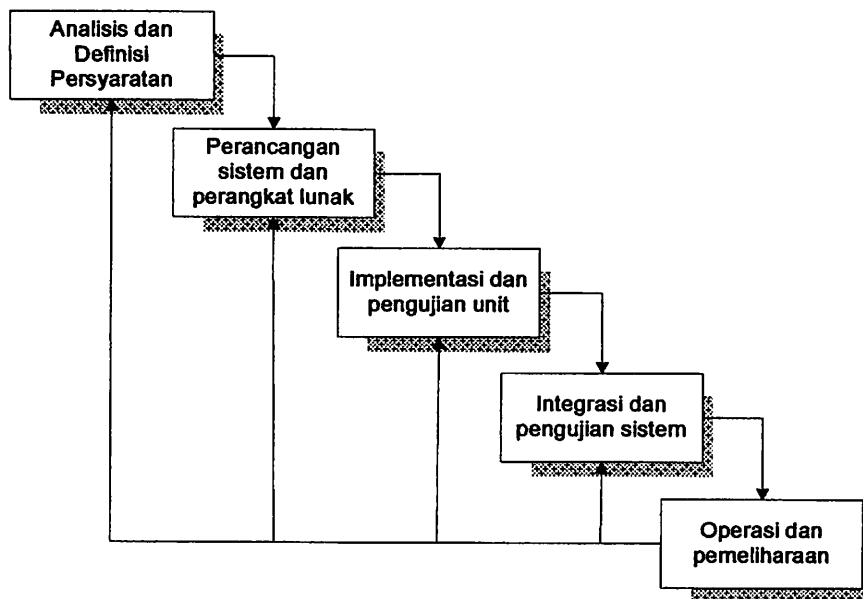 Analisis dan
Definisi
Persyaratan
Perancangan
sistem dan
perangkat lunak
Implementasi dan
pengujian unit
Integrasi dan
pengujian sistem
Operasi dan
pemeliharaan